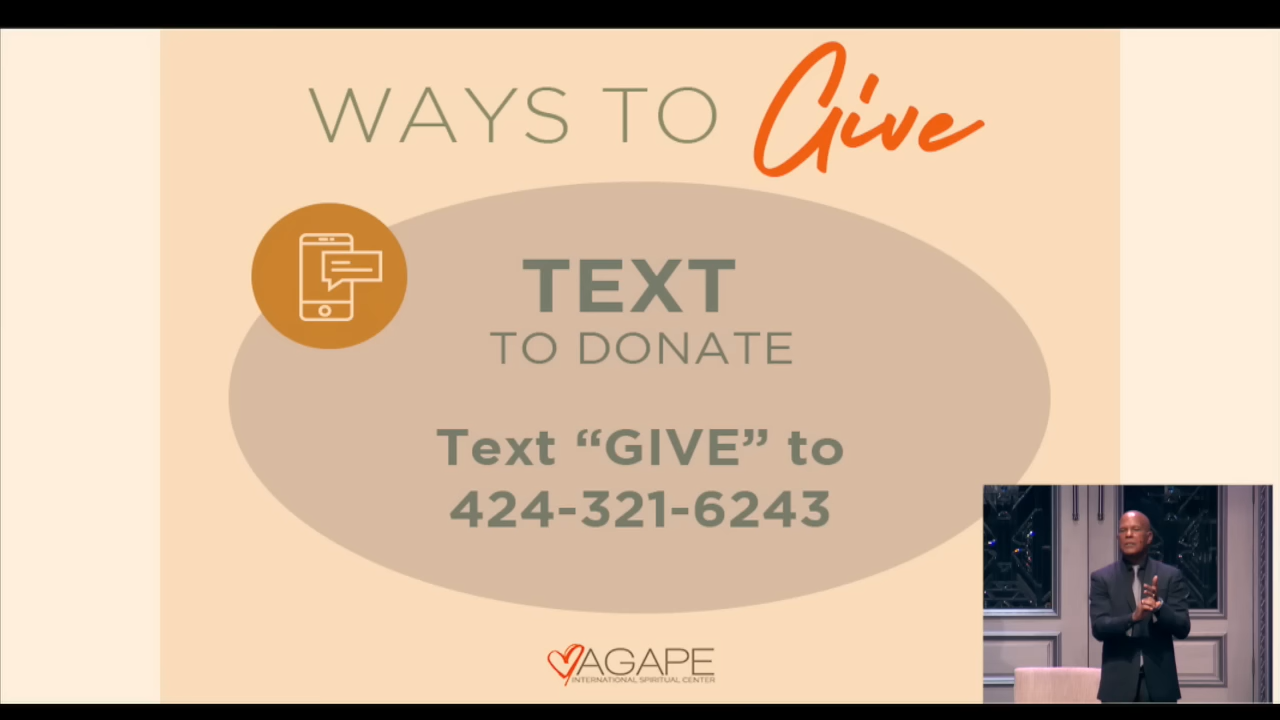 WAYS TO Give
TEXT
TO DONATE
Text “GIVE” to
424-321-6243
AGAPE
INTERNATIONAL SPIRITUAL CENTER